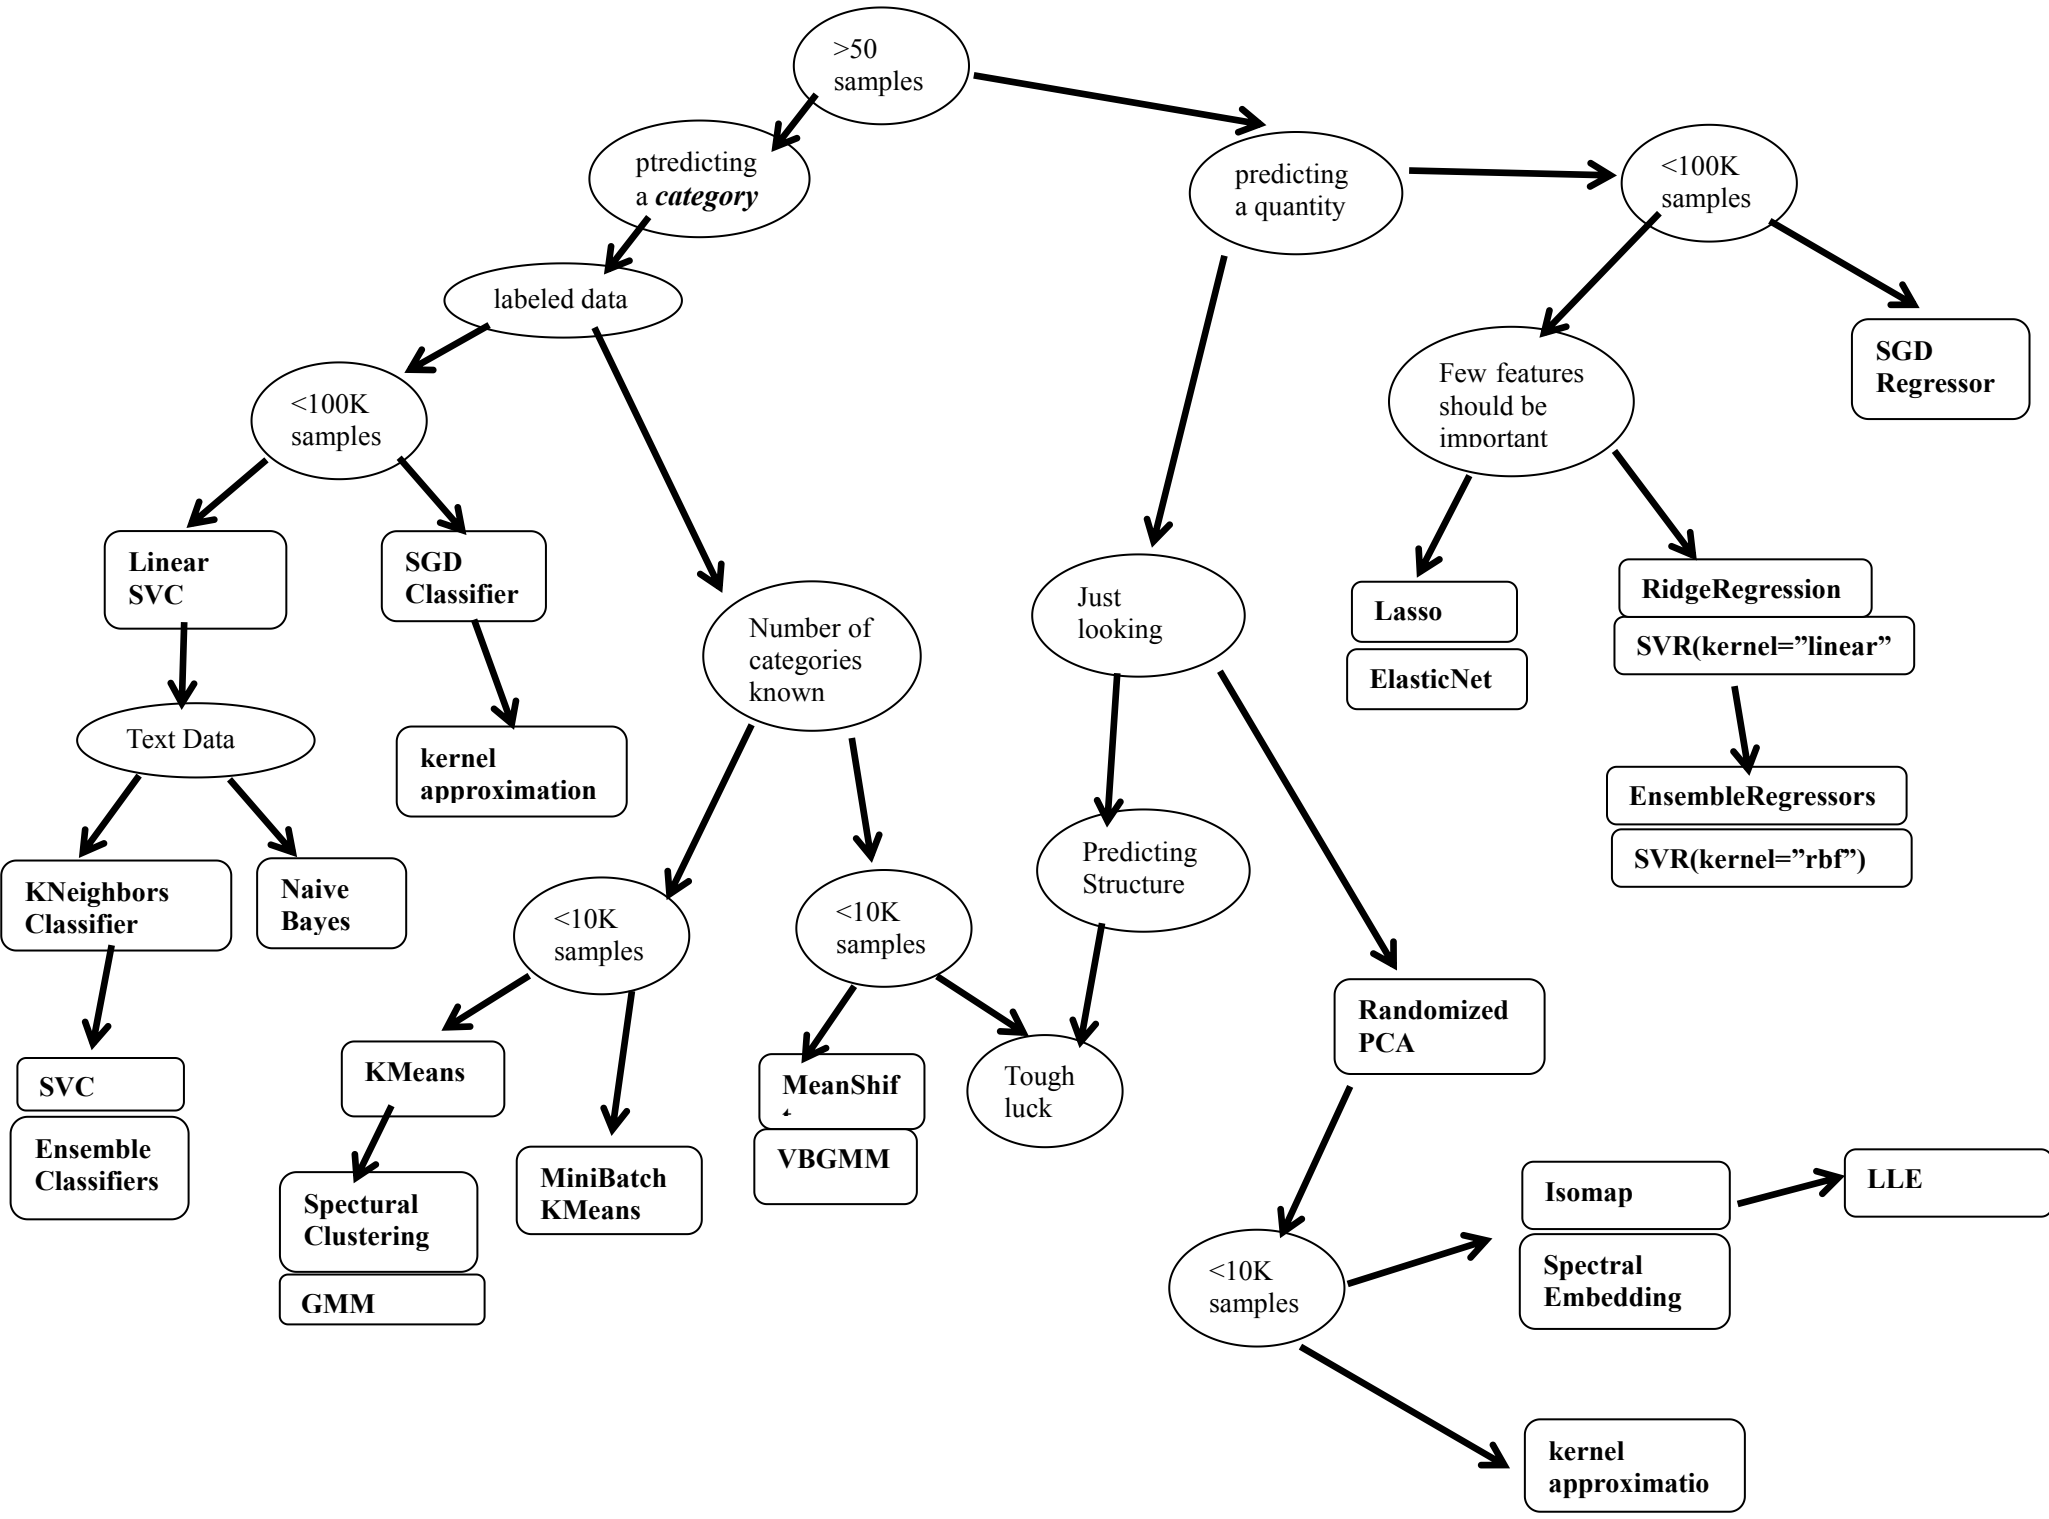 >50
samples
ptredicting
a category
predicting
a quantity
<100K
samples
labeled data
SGD
Regressor
Few features
should be
important
<100K
samples
Linear
SVC
SGD
Classifier
Number of
categories
known
Just
looking
Lasso
ElasticNet
RidgeRegression
SVR(kernel=”linear”
Text Data
kernel
approximation
EnsembleRegressors
SVR(kernel=”rbf”)
KNeighbors
Classifier
Naive
Bayes
<10K
samples
<10K
samples
Predicting
Structure
Randomized
PCA
SVC
Ensemble
Classifiers
KMeans
MeanShif
VBGMM
Tough
luck
Spectural
Clustering
GMM
MiniBatch
KMeans
Isomap
Spectral
Embedding
LLE
<10K
samples
kernel
approximatio